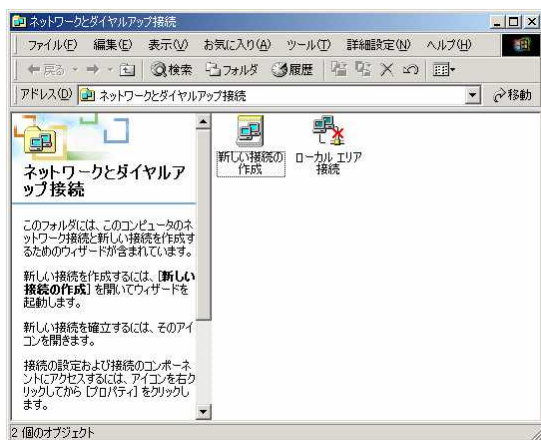 ネットワークとダイヤルアップ接続
ファイル(F) 編集(E) 表示(V) お気に入り(A) ツール(T) 詳細設定(N) ヘルプ(H)
戻る 検索 フォルダ 履歴
アドレス(D) ネットワークとダイヤルアップ接続 移動
ネットワークとダイヤルア
ップ接続
このフォルダには、このコンピュータのネ
ットワーク接続と新しい接続を作成す
るためのウィザードが含まれています。
新しい接続を作成するには、[新しい
接続の作成] を開いてウィザードを
起動します。
新しい接続を確立するには、そのアイ
コンを開きます。
接続の設定および接続のコンポーネ
ントにアクセスするには、アイコンを右ク
リックしてから [プロパティ] をクリックし
ます。
新しい接続の
作成
ローカル エリア
接続
2 個のオブジェクト